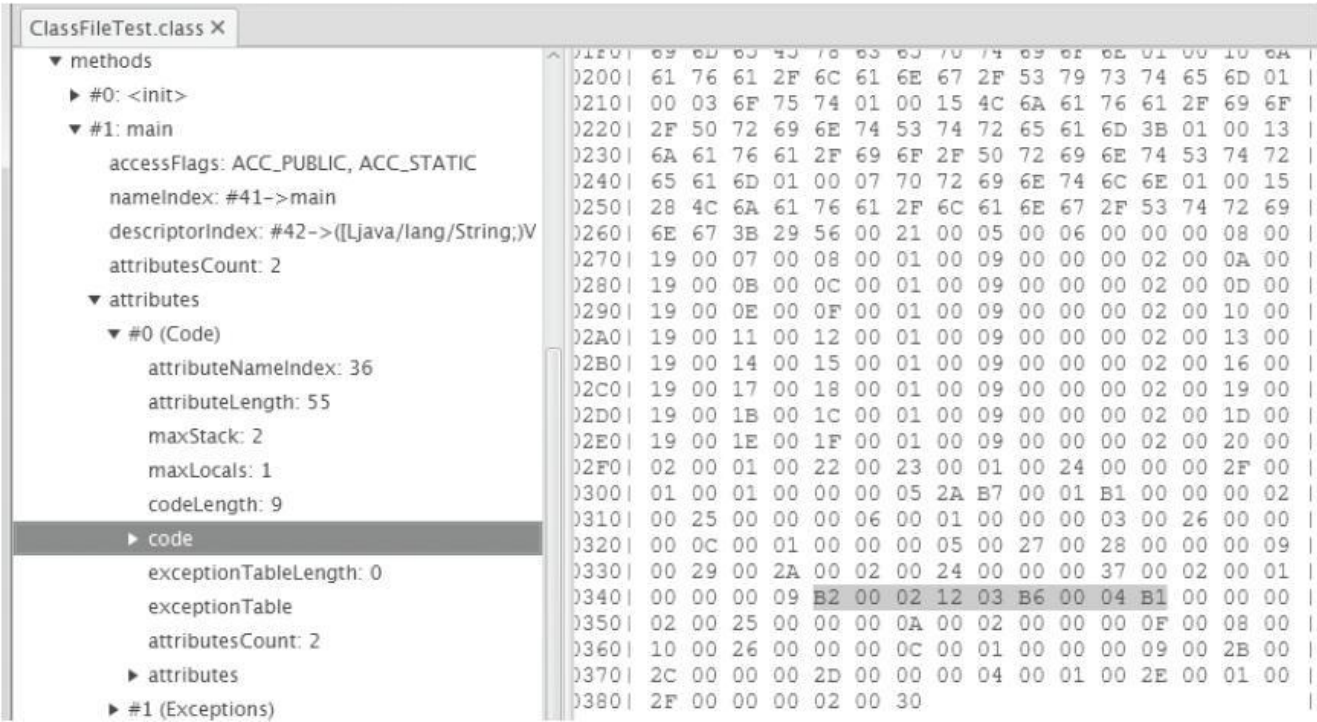 ClassFileTest.class ×
▼ methods
▶ #0: <init>
▼ #1: main
accessFlags: ACC_PUBLIC, ACC_STATIC
nameIndex: #41->main
descriptorIndex: #42->([Ljava/lang/String;)V
attributesCount: 2
▼ attributes
▼ #0 (Code)
attributeNameIndex: 36
attributeLength: 55
maxStack: 2
maxLocals: 1
codeLength: 9
▶ code
exceptionTableLength: 0
exceptionTable
attributesCount: 2
▶ attributes
▶ #1 (Exceptions)
01F0| 69 6D 65 45 78 63 65 70 74 69 6F 6E 01 00 10 6A |
0200| 61 76 61 2F 6C 61 6E 67 2F 53 79 73 74 65 6D 01 |
0210| 00 03 6F 75 74 01 00 15 4C 6A 61 76 61 2F 69 6F |
0220| 2F 50 72 69 6E 74 53 74 72 65 61 6D 3B 01 00 13 |
0230| 6A 61 76 61 2F 69 6F 2F 50 72 69 6E 74 53 74 72 |
0240| 65 61 6D 01 00 07 70 72 69 6E 74 6C 6E 01 00 15 |
0250| 28 4C 6A 61 76 61 2F 6C 61 6E 67 2F 53 74 72 69 |
0260| 6E 67 3B 29 56 00 21 00 05 00 06 00 00 00 08 00 |
0270| 19 00 07 00 08 00 01 00 09 00 00 00 02 00 0A 00 |
0280| 19 00 0B 00 0C 00 01 00 09 00 00 00 02 00 0D 00 |
0290| 19 00 0E 00 0F 00 01 00 09 00 00 00 02 00 10 00 |
02A0| 19 00 11 00 12 00 01 00 09 00 00 00 02 00 13 00 |
02B0| 19 00 14 00 15 00 01 00 09 00 00 00 02 00 16 00 |
02C0| 19 00 17 00 18 00 01 00 09 00 00 00 02 00 19 00 |
02D0| 19 00 1B 00 1C 00 01 00 09 00 00 00 02 00 1D 00 |
02E0| 19 00 1E 00 1F 00 01 00 09 00 00 00 02 00 20 00 |
02F0| 02 00 01 00 22 00 23 00 01 00 24 00 00 00 2F 00 |
0300| 01 00 01 00 00 00 05 2A B7 00 01 B1 00 00 00 02 |
0310| 00 25 00 00 00 06 00 01 00 00 00 03 00 26 00 00 |
0320| 00 0C 00 01 00 00 00 05 00 27 00 28 00 00 00 09 |
0330| 00 29 00 2A 00 02 00 24 00 00 00 37 00 02 00 01 |
0340| 00 00 00 09 B2 00 02 12 03 B6 00 04 B1 00 00 00 |
0350| 02 00 25 00 00 00 0A 00 02 00 00 00 0F 00 08 00 |
0360| 10 00 26 00 00 00 0C 00 01 00 00 00 09 00 2B 00 |
0370| 2C 00 00 00 2D 00 00 00 04 00 01 00 2E 00 01 00 |
0380| 2F 00 00 00 02 00 30 |